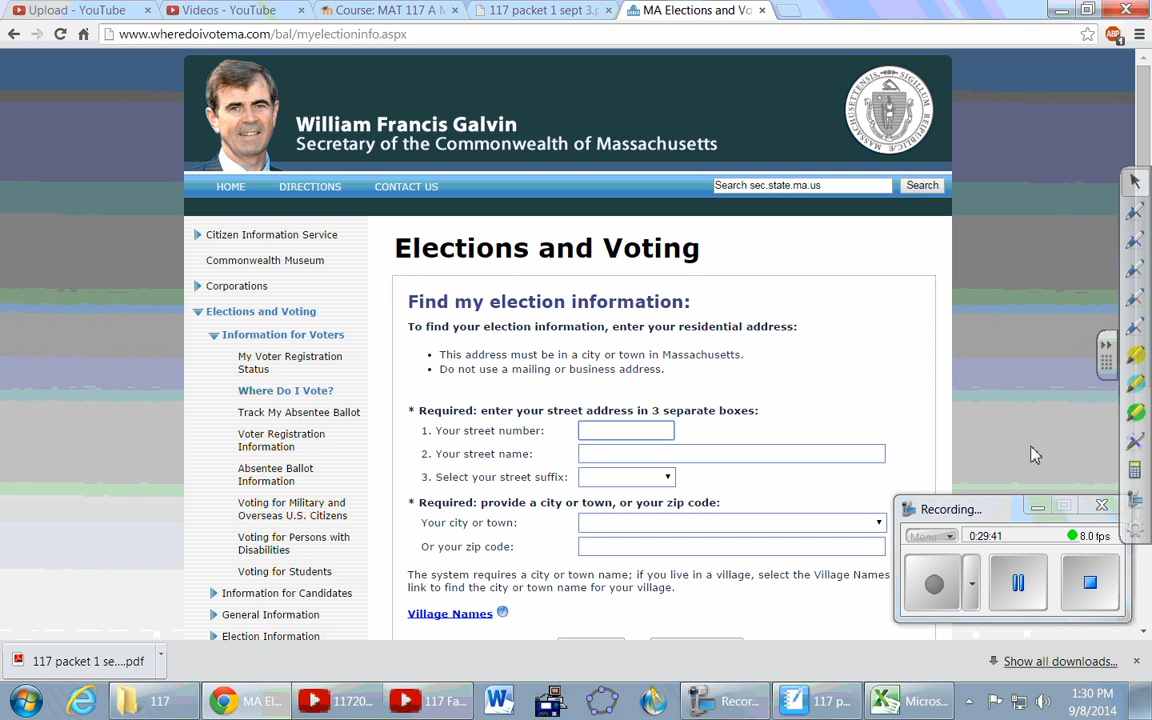 Upload - YouTube
Videos - YouTube
Course: MAT 117 A M
117 packet 1 sept 3.p
MA Elections and Vo
www.wheredoivotema.com/bal/myelectioninfo.aspx
ABP
1
William Francis Galvin
Secretary of the Commonwealth of Massachusetts
HOME
DIRECTIONS
CONTACT US
Search sec.state.ma.us
Search
Citizen Information Service
Commonwealth Museum
Corporations
Elections and Voting
Information for Voters
My Voter Registration
Status
Where Do I Vote?
Track My Absentee Ballot
Voter Registration
Information
Absentee Ballot
Information
Voting for Military and
Overseas U.S. Citizens
Voting for Persons with
Disabilities
Voting for Students
Information for Candidates
General Information
Election Information
Elections and Voting
Find my election information:
To find your election information, enter your residential address:
• This address must be in a city or town in Massachusetts.
• Do not use a mailing or business address.
* Required: enter your street address in 3 separate boxes:
1. Your street number:
2. Your street name:
3. Select your street suffix:
* Required: provide a city or town, or your zip code:
Your city or town:
Or your zip code:
The system requires a city or town name; if you live in a village, select the Village Names
link to find the city or town name for your village.
Village Names
Recording...
Menu
0:29:41
8.0 fps
117 packet 1 se....pdf
Show all downloads...
117
MA El...
11720...
117 Fa...
Recor...
117 p...
Micros...
1:30 PM
9/8/2014